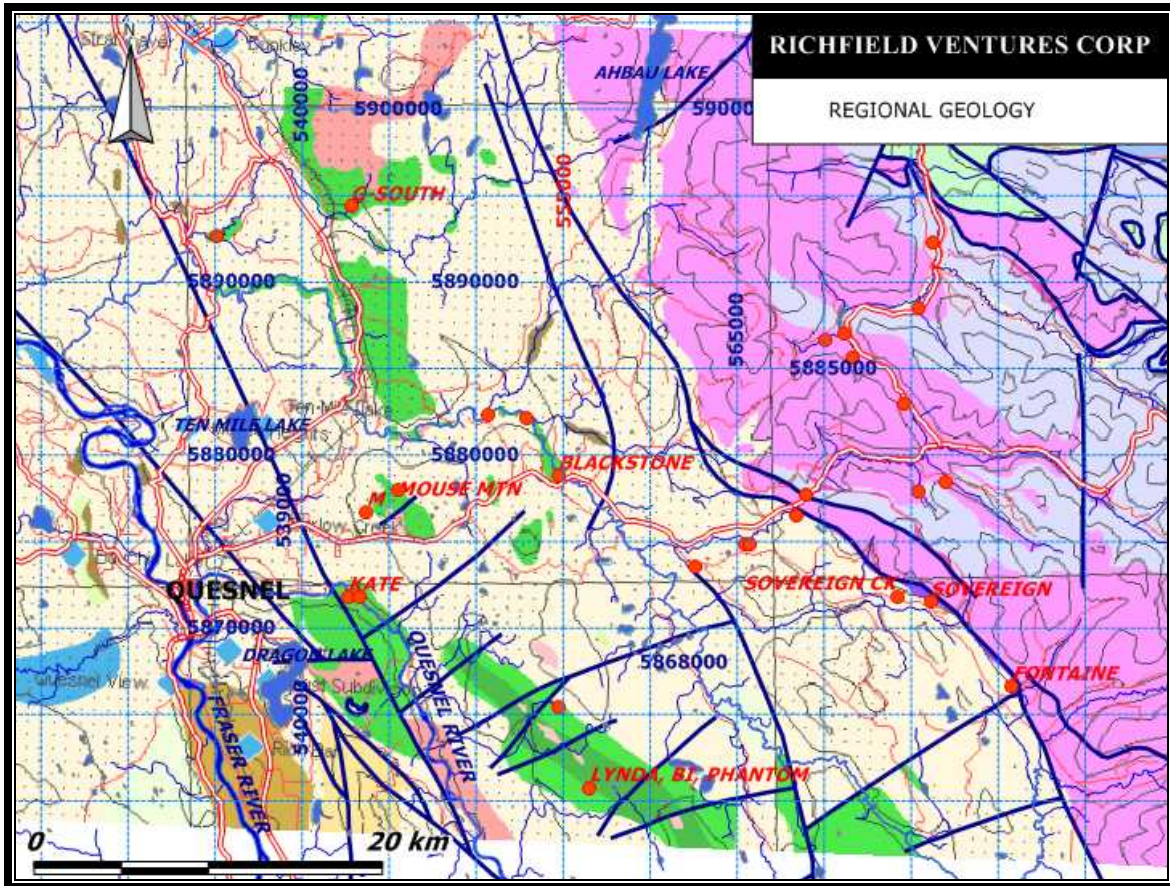 RICHFIELD VENTURES CORP
REGIONAL GEOLOGY
N
AHBAU LAKE
5900000
540000
555000
G-SOUTH
5890000
5890000
565000
5885000
TEN MILE LAKE
5880000
5880000
BLACKSTONE
M
MOUSE MTN
539000
QUESNEL
KATE
SOVEREIGN CK
SOVEREIGN
5870000
DRAGON LAKE
QUESNEL RIVER
5868000
FONTAINE
Quesnel View
540000
FRASER RIVER
LYNDA, BI, PHANTOM
0
20 km